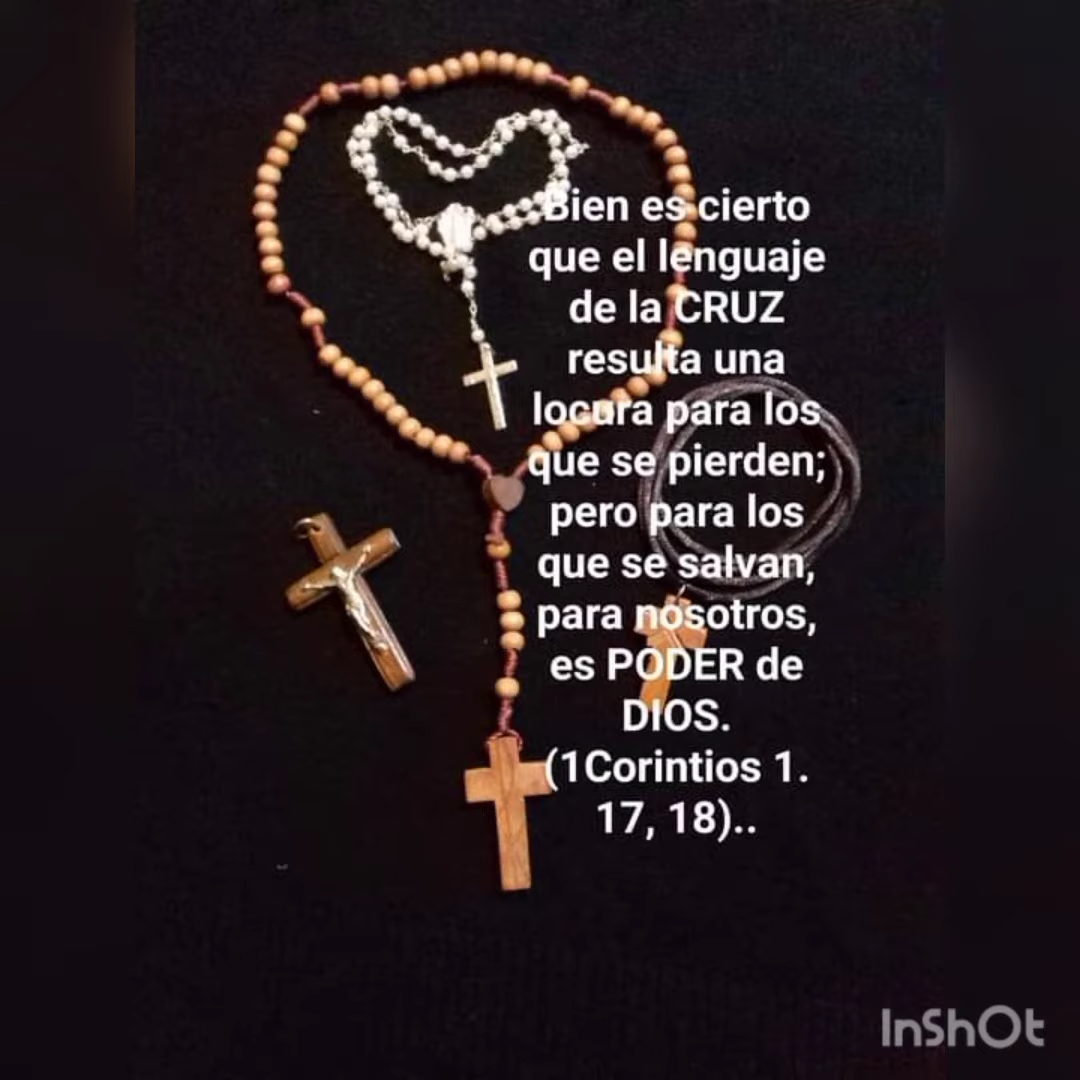 Bien es cierto
que el lenguaje
de la CRUZ
resulta una
locura para los
que se pierden;
pero para los
que se salvan,
para nosotros,
es PODER de
DIOS.
(1Corintios 1.
17, 18)..
InShOt